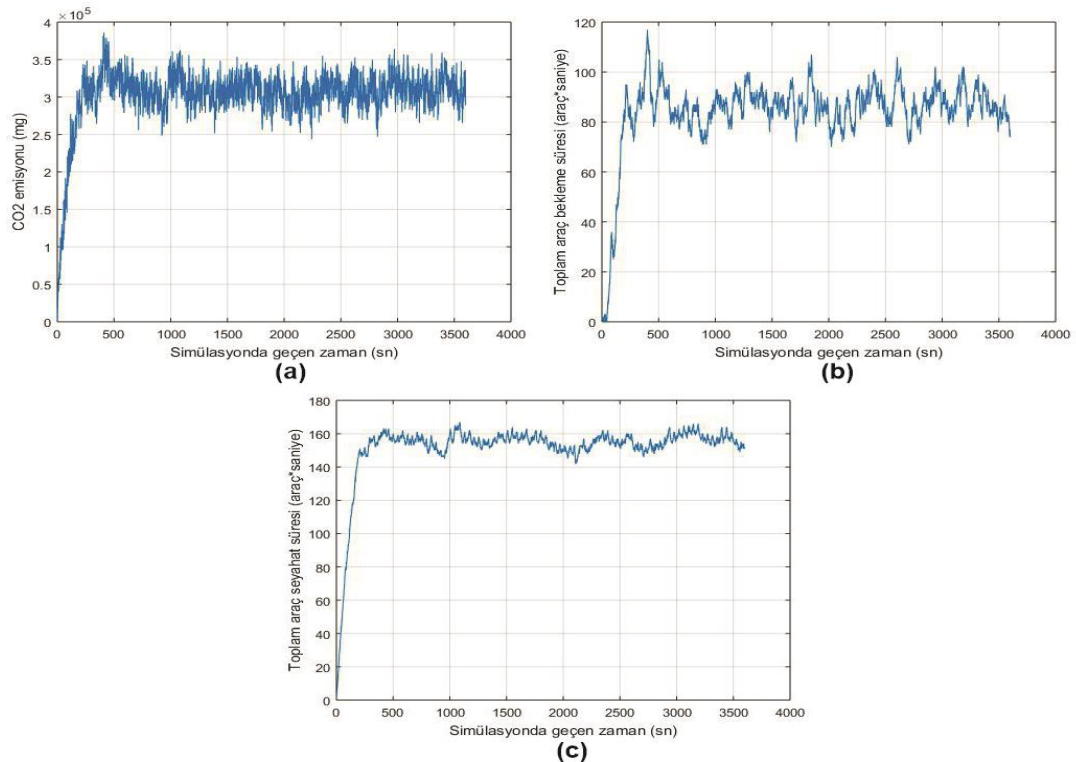 × 10^5
4
3.5
3
2.5
2
1.5
1
0.5
0
CO2 emisyonu (mg)
0 500 1000 1500 2000 2500 3000 3500 4000
Simülasyonda geçen zaman (sn)
(a)
120
100
80
60
40
20
0
Toplam araç bekleme süresi (araç*saniye)
0 500 1000 1500 2000 2500 3000 3500 4000
Simülasyonda geçen zaman (sn)
(b)
180
160
140
120
100
80
60
40
20
0
Toplam araç seyahat süresi (araç*saniye)
0 500 1000 1500 2000 2500 3000 3500 4000
Simülasyonda geçen zaman (sn)
(c)